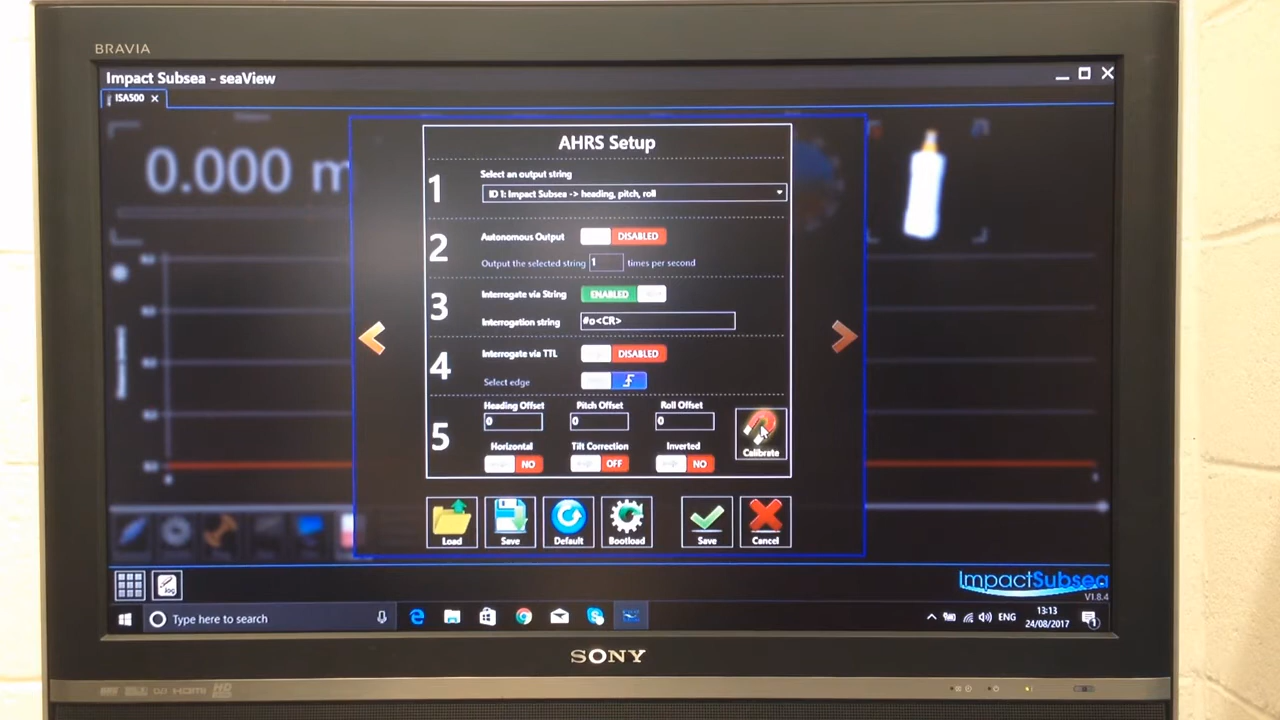 BRAVIA
Impact Subsea - seaView
ISA500
0.000 m
AHRS Setup
1
Select an output string
ID 1: Impact Subsea -> heading, pitch, roll
2
Autonomous Output
DISABLED
Output the selected string
1
times per second
3
Interrogate via String
ENABLED
Interrogation string
#o<CR>
4
Interrogate via TTL
DISABLED
Select edge
5
Heading Offset
Pitch Offset
Roll Offset
0
0
0
Calibrate
Horizontal
Tilt Correction
Inverted
NO
OFF
NO
Load
Save
Default
Bootload
Save
Cancel
log
ImpactSubsea
V1.8.4
Type here to search
ENG
13:13
24/08/2017
1
SONY
HDMI
HD